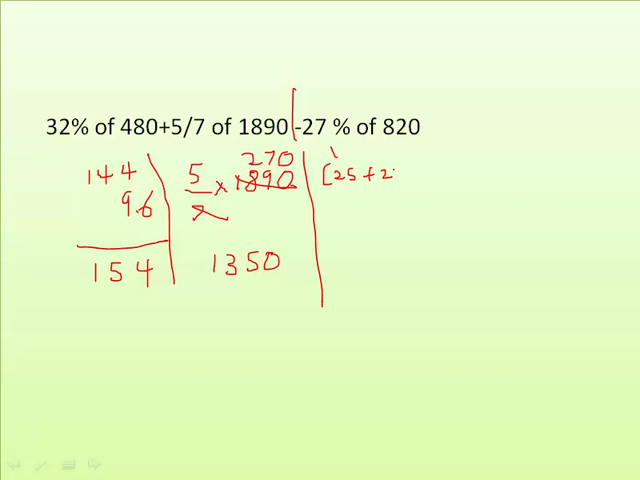 32% of 480+5/7 of 1890 -27 % of 820
144
9.6
154
5/7 × 1890
270
1350
[25 + 2